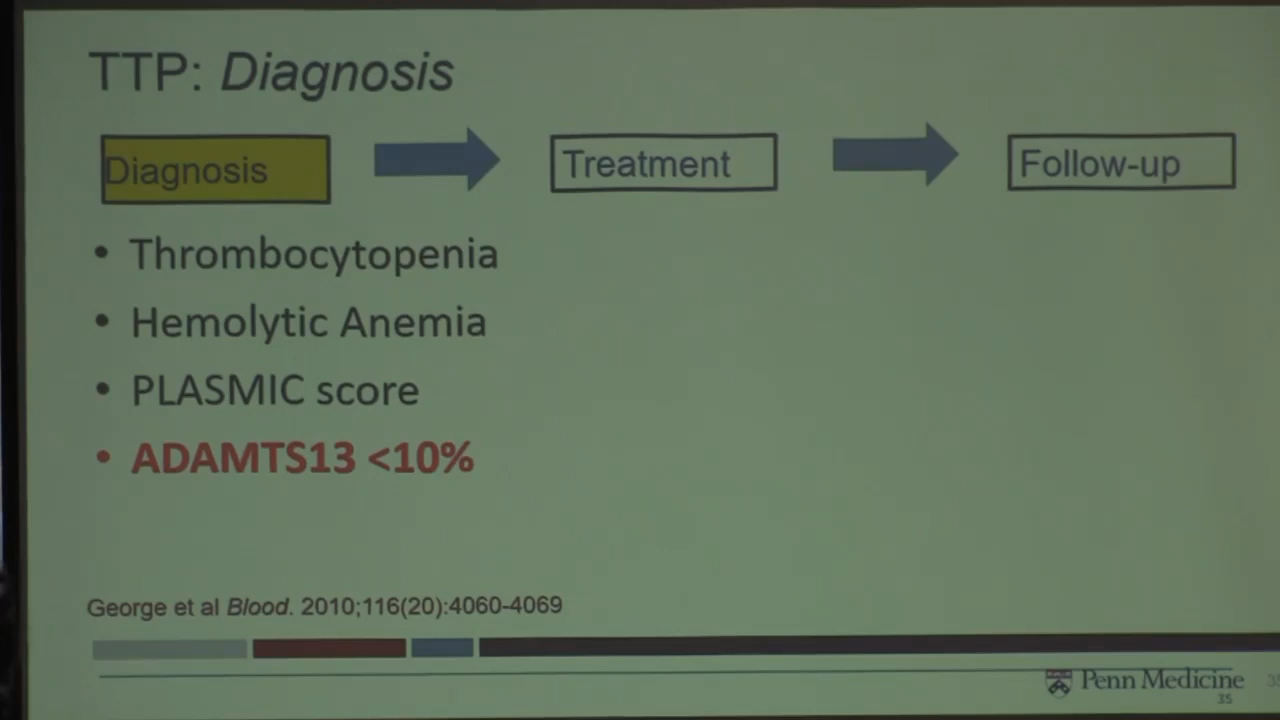 TTP: Diagnosis
Diagnosis
Treatment
Follow-up
• Thrombocytopenia
• Hemolytic Anemia
• PLASMIC score
• ADAMTS13 <10%
George et al Blood. 2010;116(20):4060-4069
Penn Medicine
35